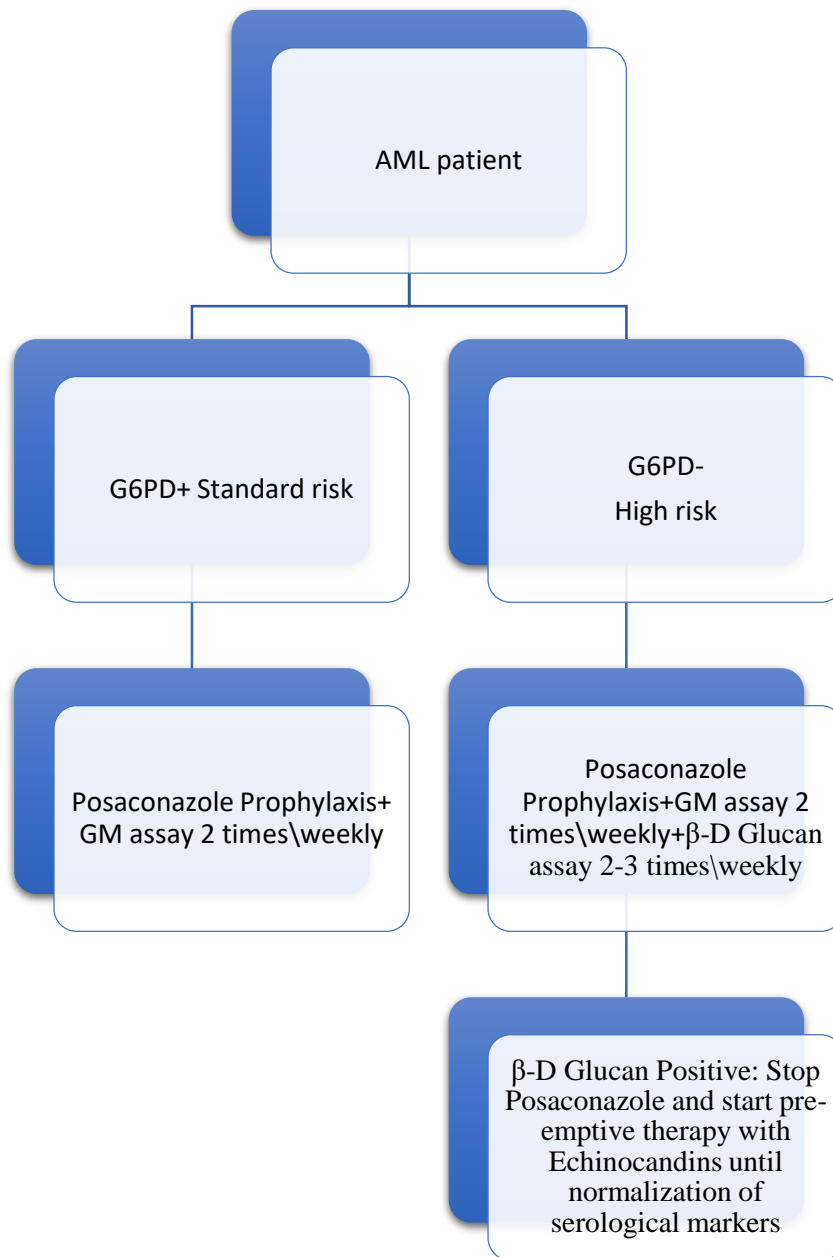 AML patient
G6PD+ Standard risk
G6PD-
High risk
Posaconazole Prophylaxis+
GM assay 2 times\weekly
Posaconazole
Prophylaxis+GM assay 2
times\weekly+β-D Glucan
assay 2-3 times\weekly
β-D Glucan Positive: Stop
Posaconazole and start pre-
emptive therapy with
Echinocandins until
normalization of
serological markers